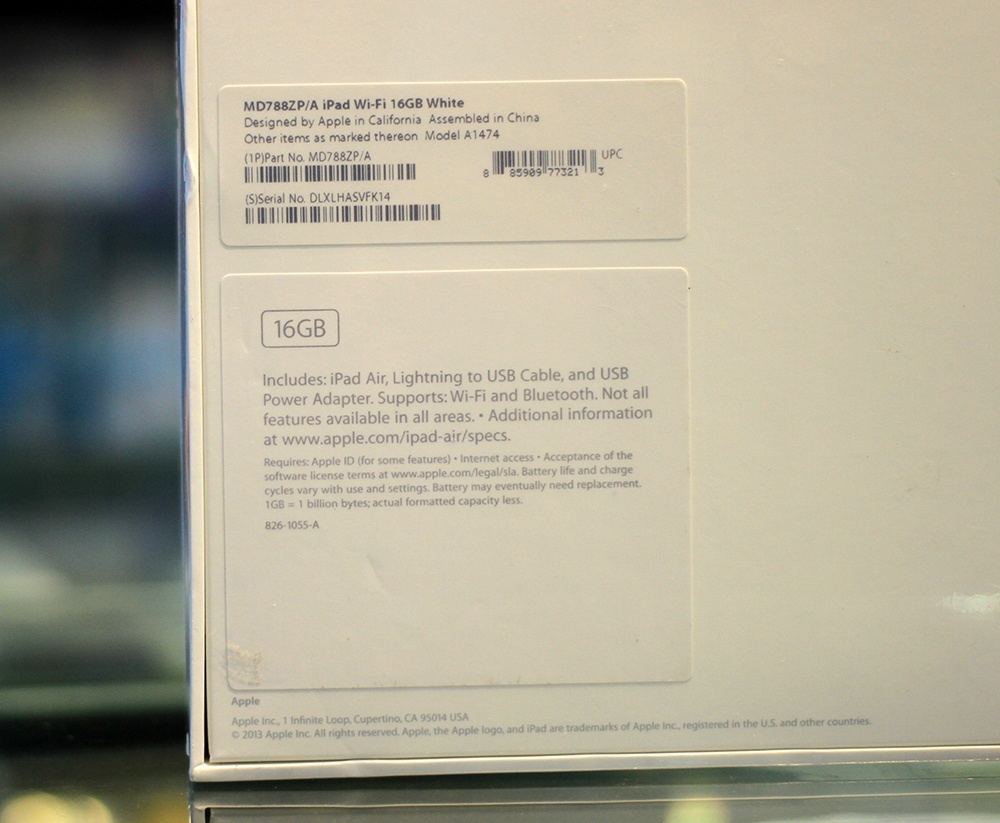 MD788ZP/A iPad Wi-Fi 16GB White
Designed by Apple in California Assembled in China
Other items as marked thereon Model A1474
(1P)Part No. MD788ZP/A
UPC
8 85909 77321 3
(S)Serial No. DLXLHASVFK14
16GB
Includes: iPad Air, Lightning to USB Cable, and USB
Power Adapter. Supports: Wi-Fi and Bluetooth. Not all
features available in all areas. • Additional information
at www.apple.com/ipad-air/specs.
Requires: Apple ID (for some features) • Internet access • Acceptance of the
software license terms at www.apple.com/legal/sla. Battery life and charge
cycles vary with use and settings. Battery may eventually need replacement.
1GB = 1 billion bytes; actual formatted capacity less.
826-1055-A
Apple
Apple Inc., 1 Infinite Loop, Cupertino, CA 95014 USA
© 2013 Apple Inc. All rights reserved. Apple, the Apple logo, and iPad are trademarks of Apple Inc., registered in the U.S. and other countries.